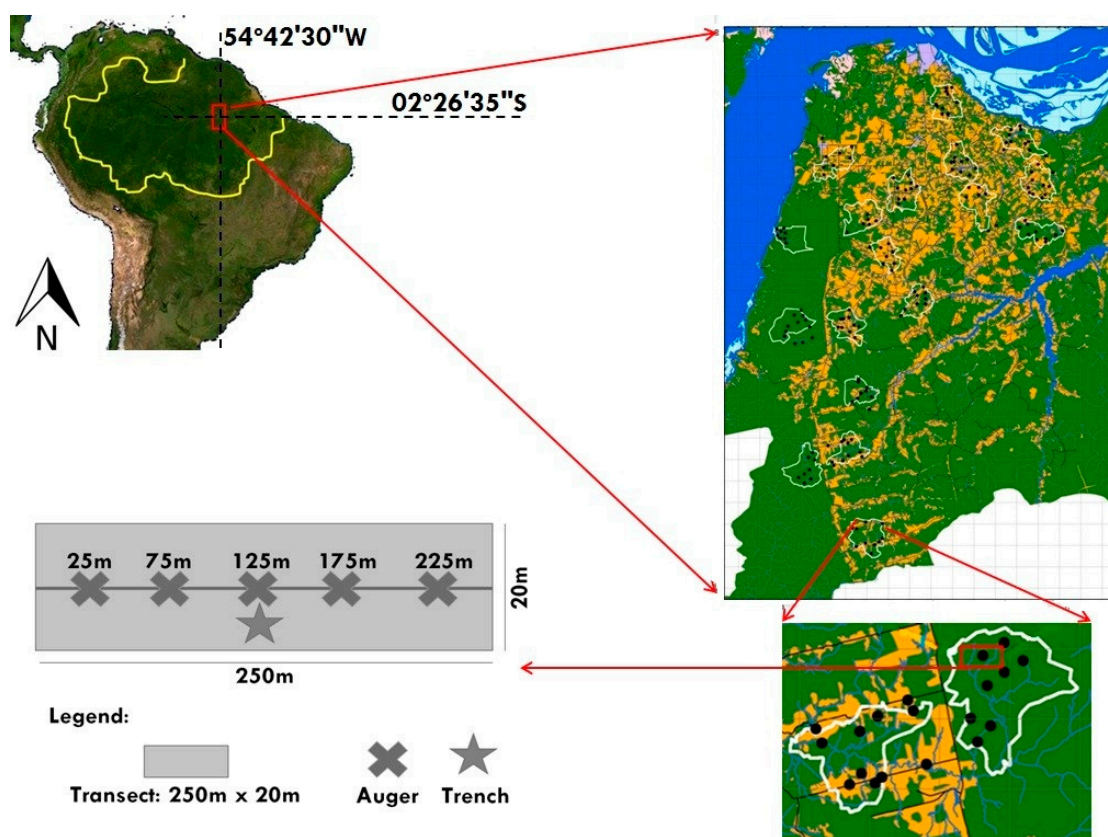 54°42'30"W
02°26'35"S
N
25m 75m 125m 175m 225m
20m
250m
Legend:
Transect: 250m x 20m
Auger
Trench